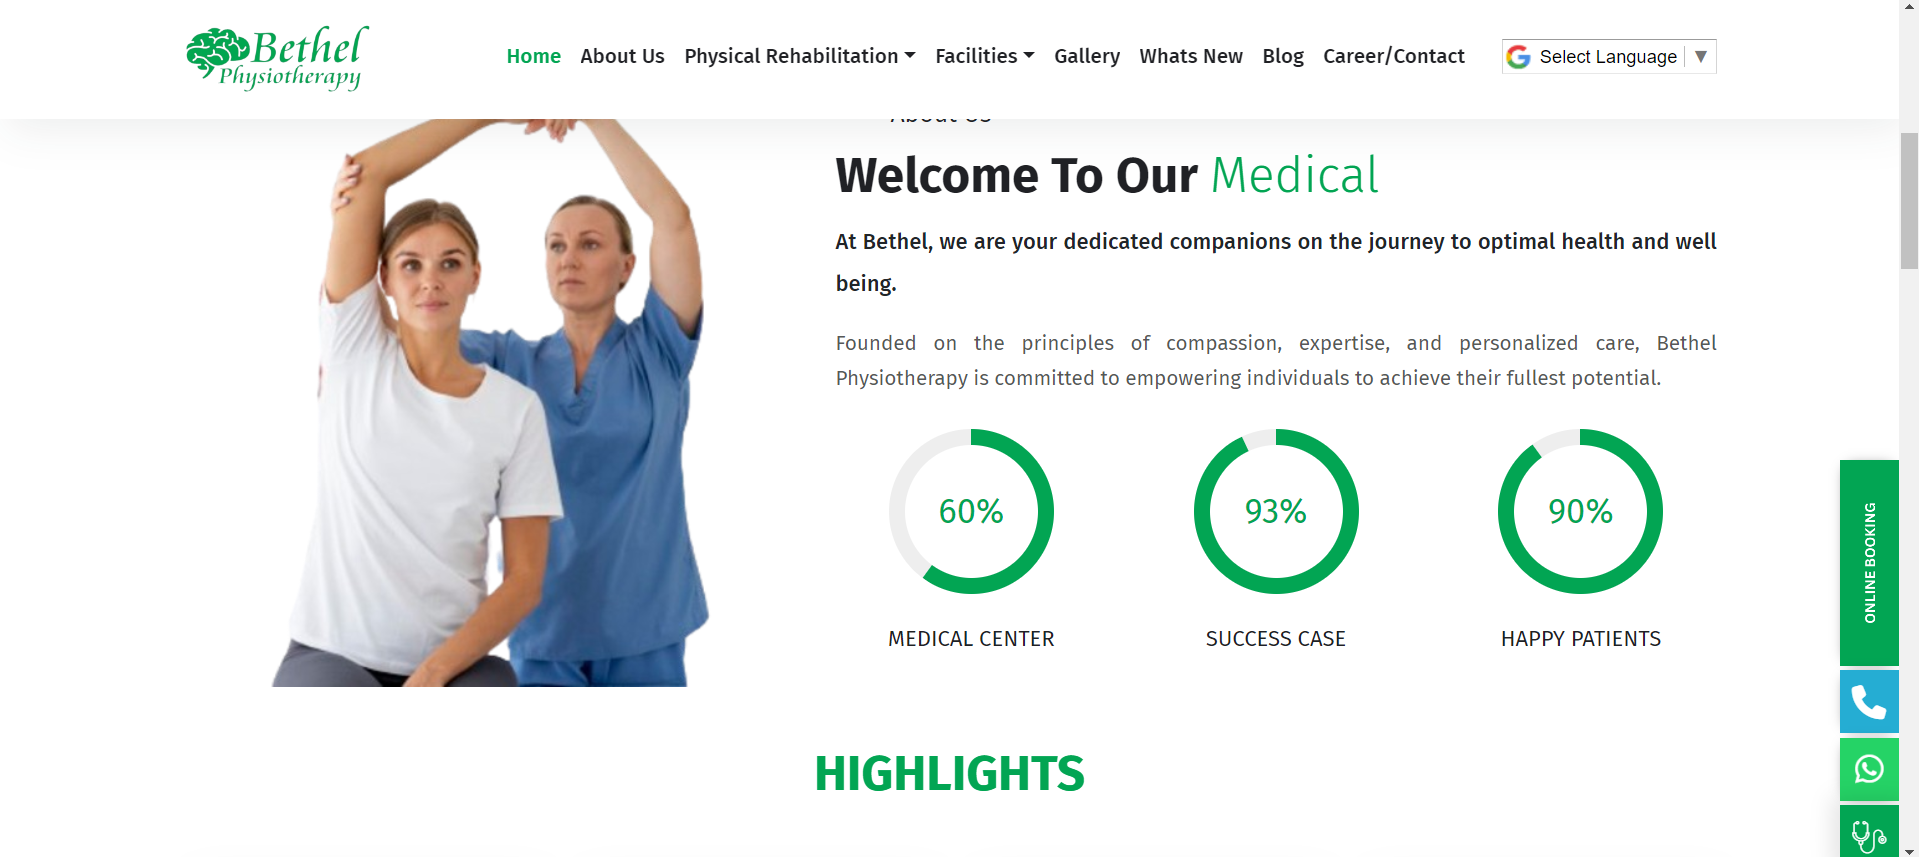 Bethel
Physiotherapy
Home About Us Physical Rehabilitation Facilities Gallery Whats New Blog Career/Contact
Select Language
About Us
Welcome To Our Medical
At Bethel, we are your dedicated companions on the journey to optimal health and well
being.
Founded on the principles of compassion, expertise, and personalized care, Bethel
Physiotherapy is committed to empowering individuals to achieve their fullest potential.
60% 93% 90%
MEDICAL CENTER SUCCESS CASE HAPPY PATIENTS
ONLINE BOOKING
HIGHLIGHTS